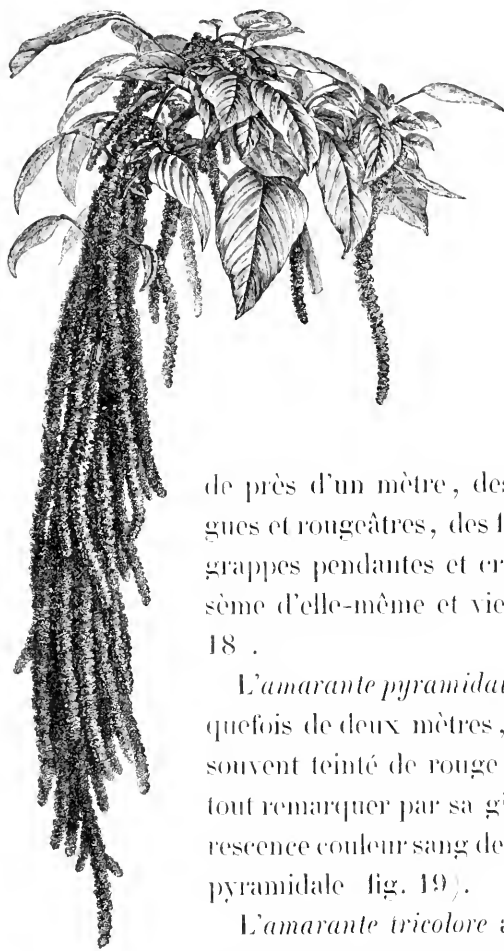 de près d'un mètre, des
gues et rougeâtres, des f
grappes pendantes et cr
sème d'elle-même et vie
18 .
L'amarante pyramidat
quefois de deux mètres,
souvent teinté de rouge
tout remarquer par sa gi
rescence couleur sang de
pyramidale fig. 19).
L'amarante tricolore a